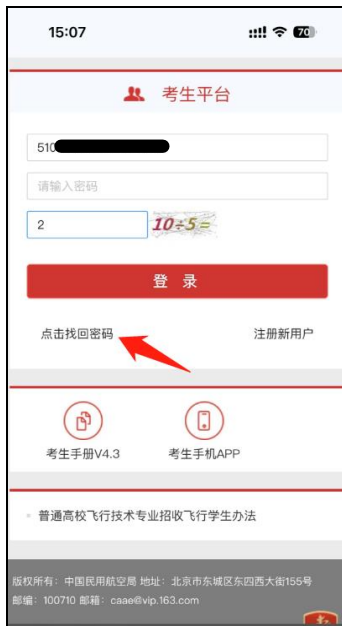 15:07
70
考生平台
510
请输入密码
2
10÷5=
登 录
点击找回密码
注册新用户
考生手册V4.3
考生手机APP
普通高校飞行技术专业招收飞行学生办法
版权所有：中国民用航空局 地址：北京市东城区东四西大街155号
邮编：100710 邮箱：caae@vip.163.com